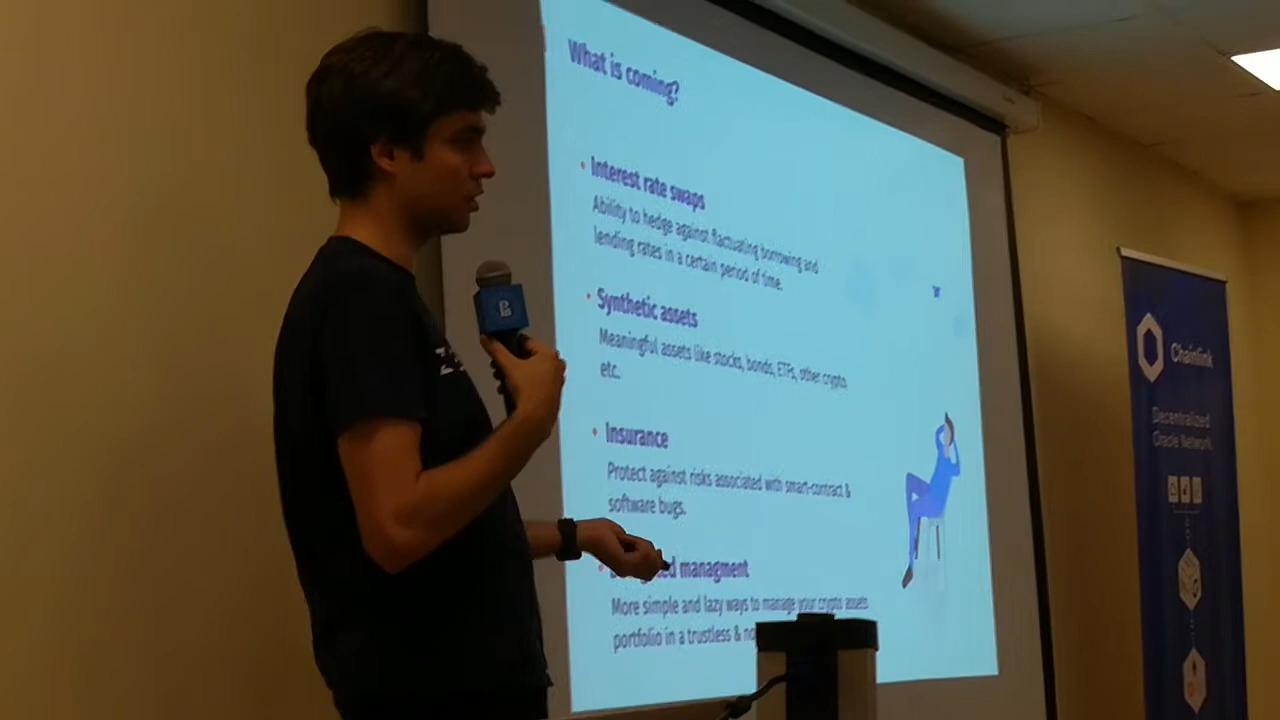 What is coming?
Interest rate swaps
Ability to hedge against fluctuating borrowing and
lending rates in a certain period of time.
Synthetic assets
Meaningful assets like stocks, bonds, ETFs, other crypto
etc.
Insurance
Protect against risks associated with smart-contract &
software bugs.
managment
More simple and lazy ways to manage your crypto assets
portfolio in a trustless &
Chainlink
Decentralized
Oracle Network